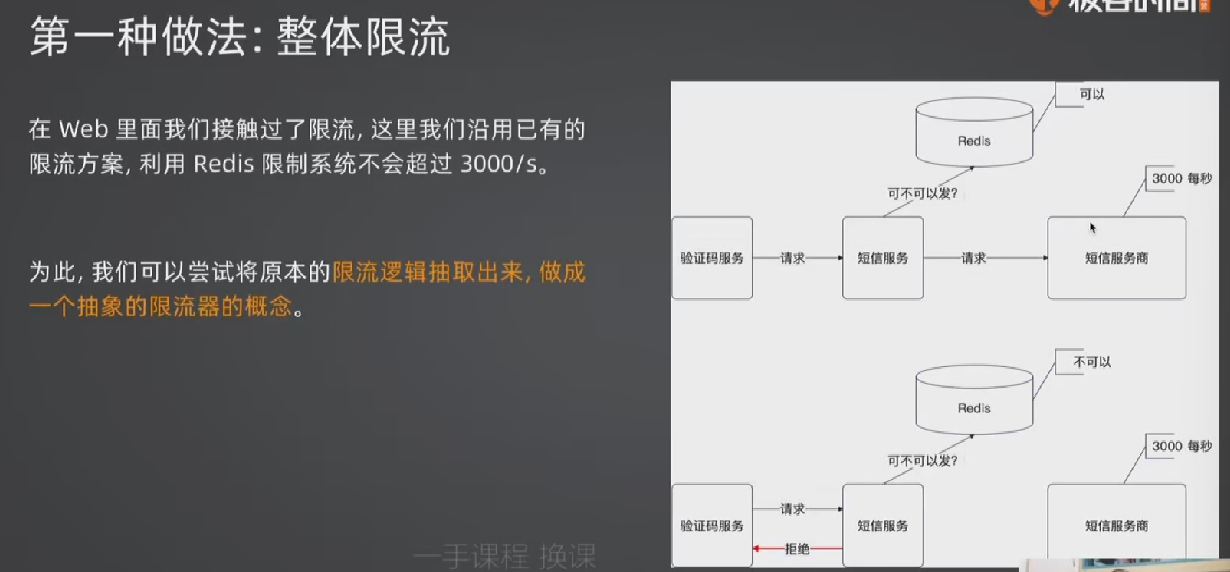 第一种做法: 整体限流
在 Web 里面我们接触过了限流, 这里我们沿用已有的
限流方案, 利用 Redis 限制系统不会超过 3000/s。
为此, 我们可以尝试将原本的限流逻辑抽取出来, 做成
一个抽象的限流器的概念。
可以
Redis
3000 每秒
可不可以发?
验证码服务
请求
短信服务
请求
短信服务商
不可以
Redis
3000 每秒
可不可以发?
请求
验证码服务
短信服务
短信服务商
拒绝
一手课程 换课